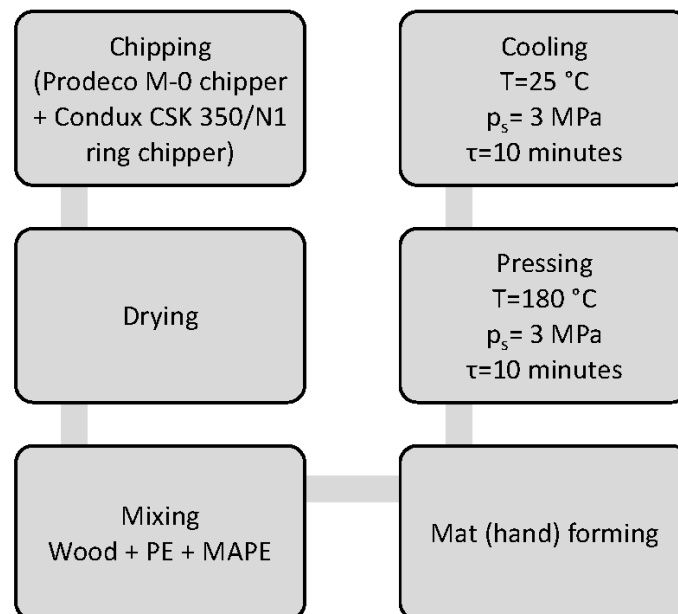 Chipping
(Prodeco M-0 chipper
+ Condux CSK 350/N1
ring chipper)
Drying
Mixing
Wood + PE + MAPE
Mat (hand) forming
Pressing
T=180 °C
pₛ= 3 MPa
τ=10 minutes
Cooling
T=25 °C
pₛ= 3 MPa
τ=10 minutes